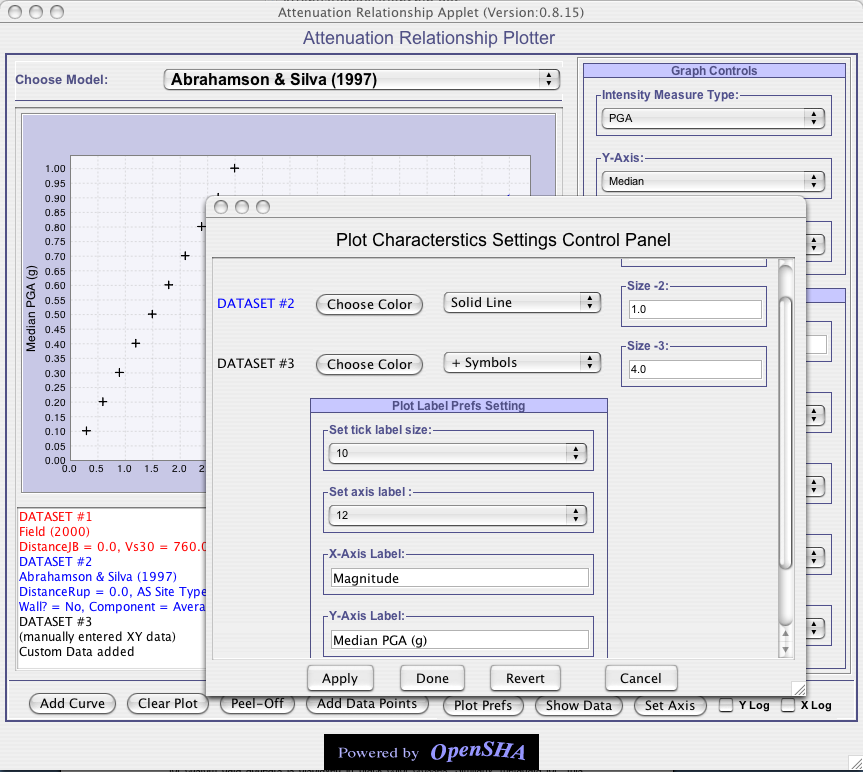 Attenuation Relationship Applet (Version:0.8.15)
Attenuation Relationship Plotter
Choose Model:
Abrahamson & Silva (1997)
Graph Controls
Intensity Measure Type:
PGA
Y-Axis:
Median
1.00
0.95
0.90
0.85
0.80
0.75
0.70
0.65
0.60
0.55
0.50
0.45
0.40
0.35
0.30
0.25
0.20
0.15
0.10
0.05
0.00
Median PGA (g)
0.0 0.5 1.0 1.5 2.0
Plot Characterstics Settings Control Panel
DATASET #2
Choose Color
Solid Line
Size -2:
1.0
DATASET #3
Choose Color
+ Symbols
Size -3:
4.0
Plot Label Prefs Setting
Set tick label size:
10
Set axis label :
12
X-Axis Label:
Magnitude
Y-Axis Label:
Median PGA (g)
Apply Done Revert Cancel
DATASET #1
Field (2000)
DistanceJB = 0.0, Vs30 = 760.0
DATASET #2
Abrahamson & Silva (1997)
DistanceRup = 0.0, AS Site Type
Wall? = No, Component = Avera
DATASET #3
(manually entered XY data)
Custom Data added
Add Curve Clear Plot Peel-Off Add Data Points Plot Prefs Show Data Set Axis Y Log X Log
Powered by OpenSHA